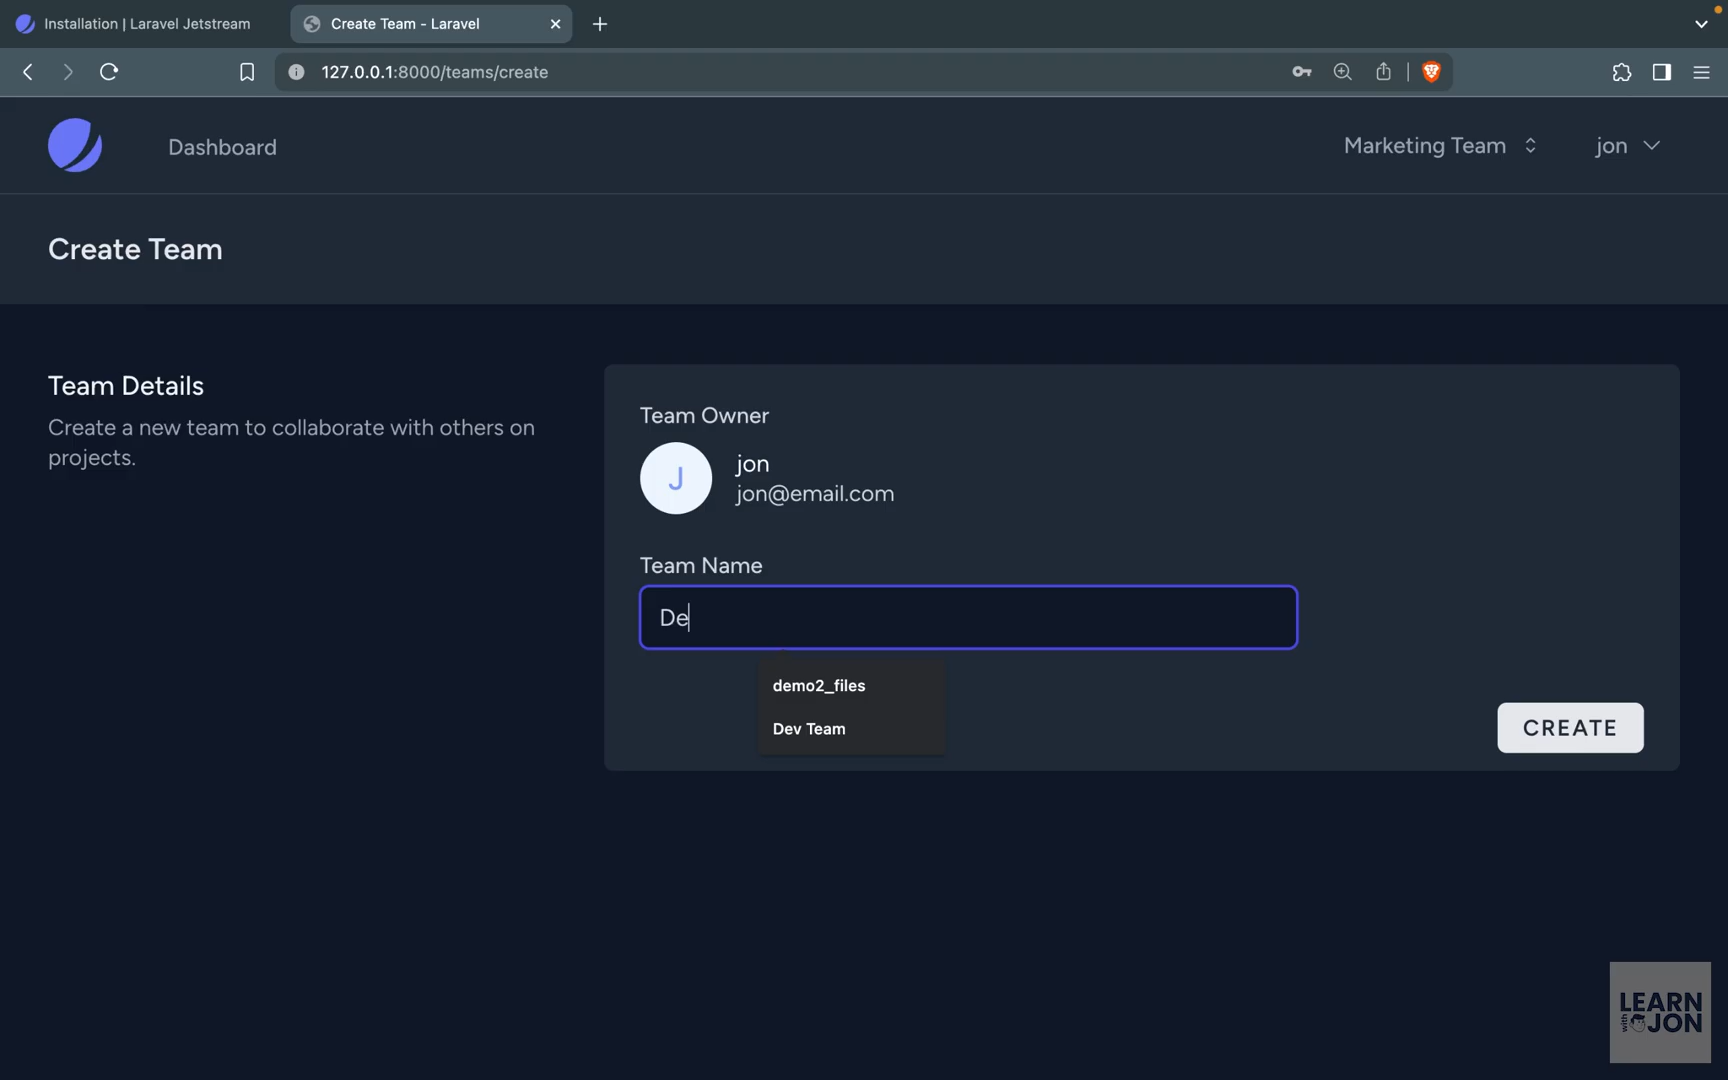 Installation | Laravel Jetstream
Create Team - Laravel
127.0.0.1:8000/teams/create
Dashboard
Marketing Team
jon
Create Team
Team Details
Create a new team to collaborate with others on
projects.
Team Owner
J
jon
jon@email.com
Team Name
De
demo2_files
Dev Team
CREATE
LEARN
with JON